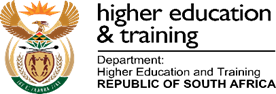 higher education
& training
Department:
Higher Education and Training
REPUBLIC OF SOUTH AFRICA